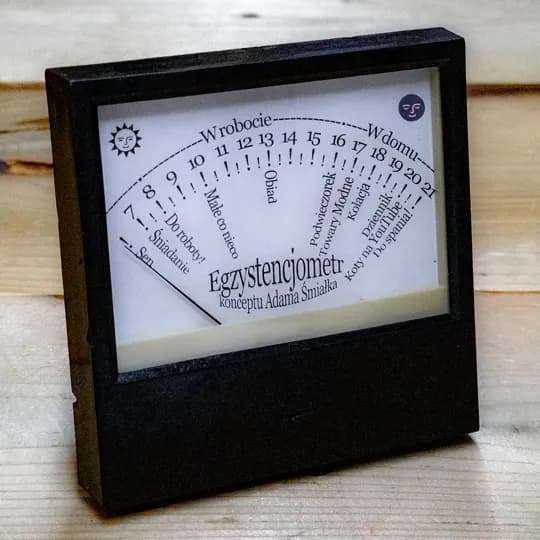 W robocie
W domu
7 8 9 10 11 12 13 14 15 16 17 18 19 20 21
Sen
Śniadanie
Do roboty!
Małe co nieco
Obiad
Podwieczorek
Towary Modne
Kolacja
Dziennik
Koty na YouTube
Do spania!
Egzystencjometr
konceptu Adama Śmiałka